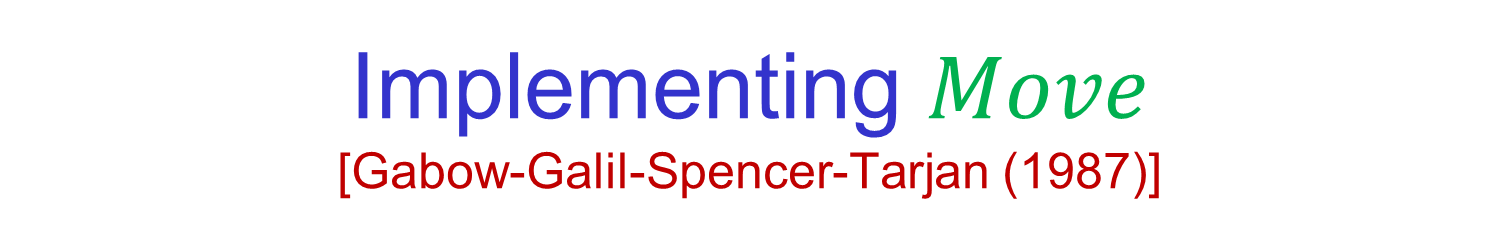 Implementing Move
[Gabow-Galil-Spencer-Tarjan (1987)]